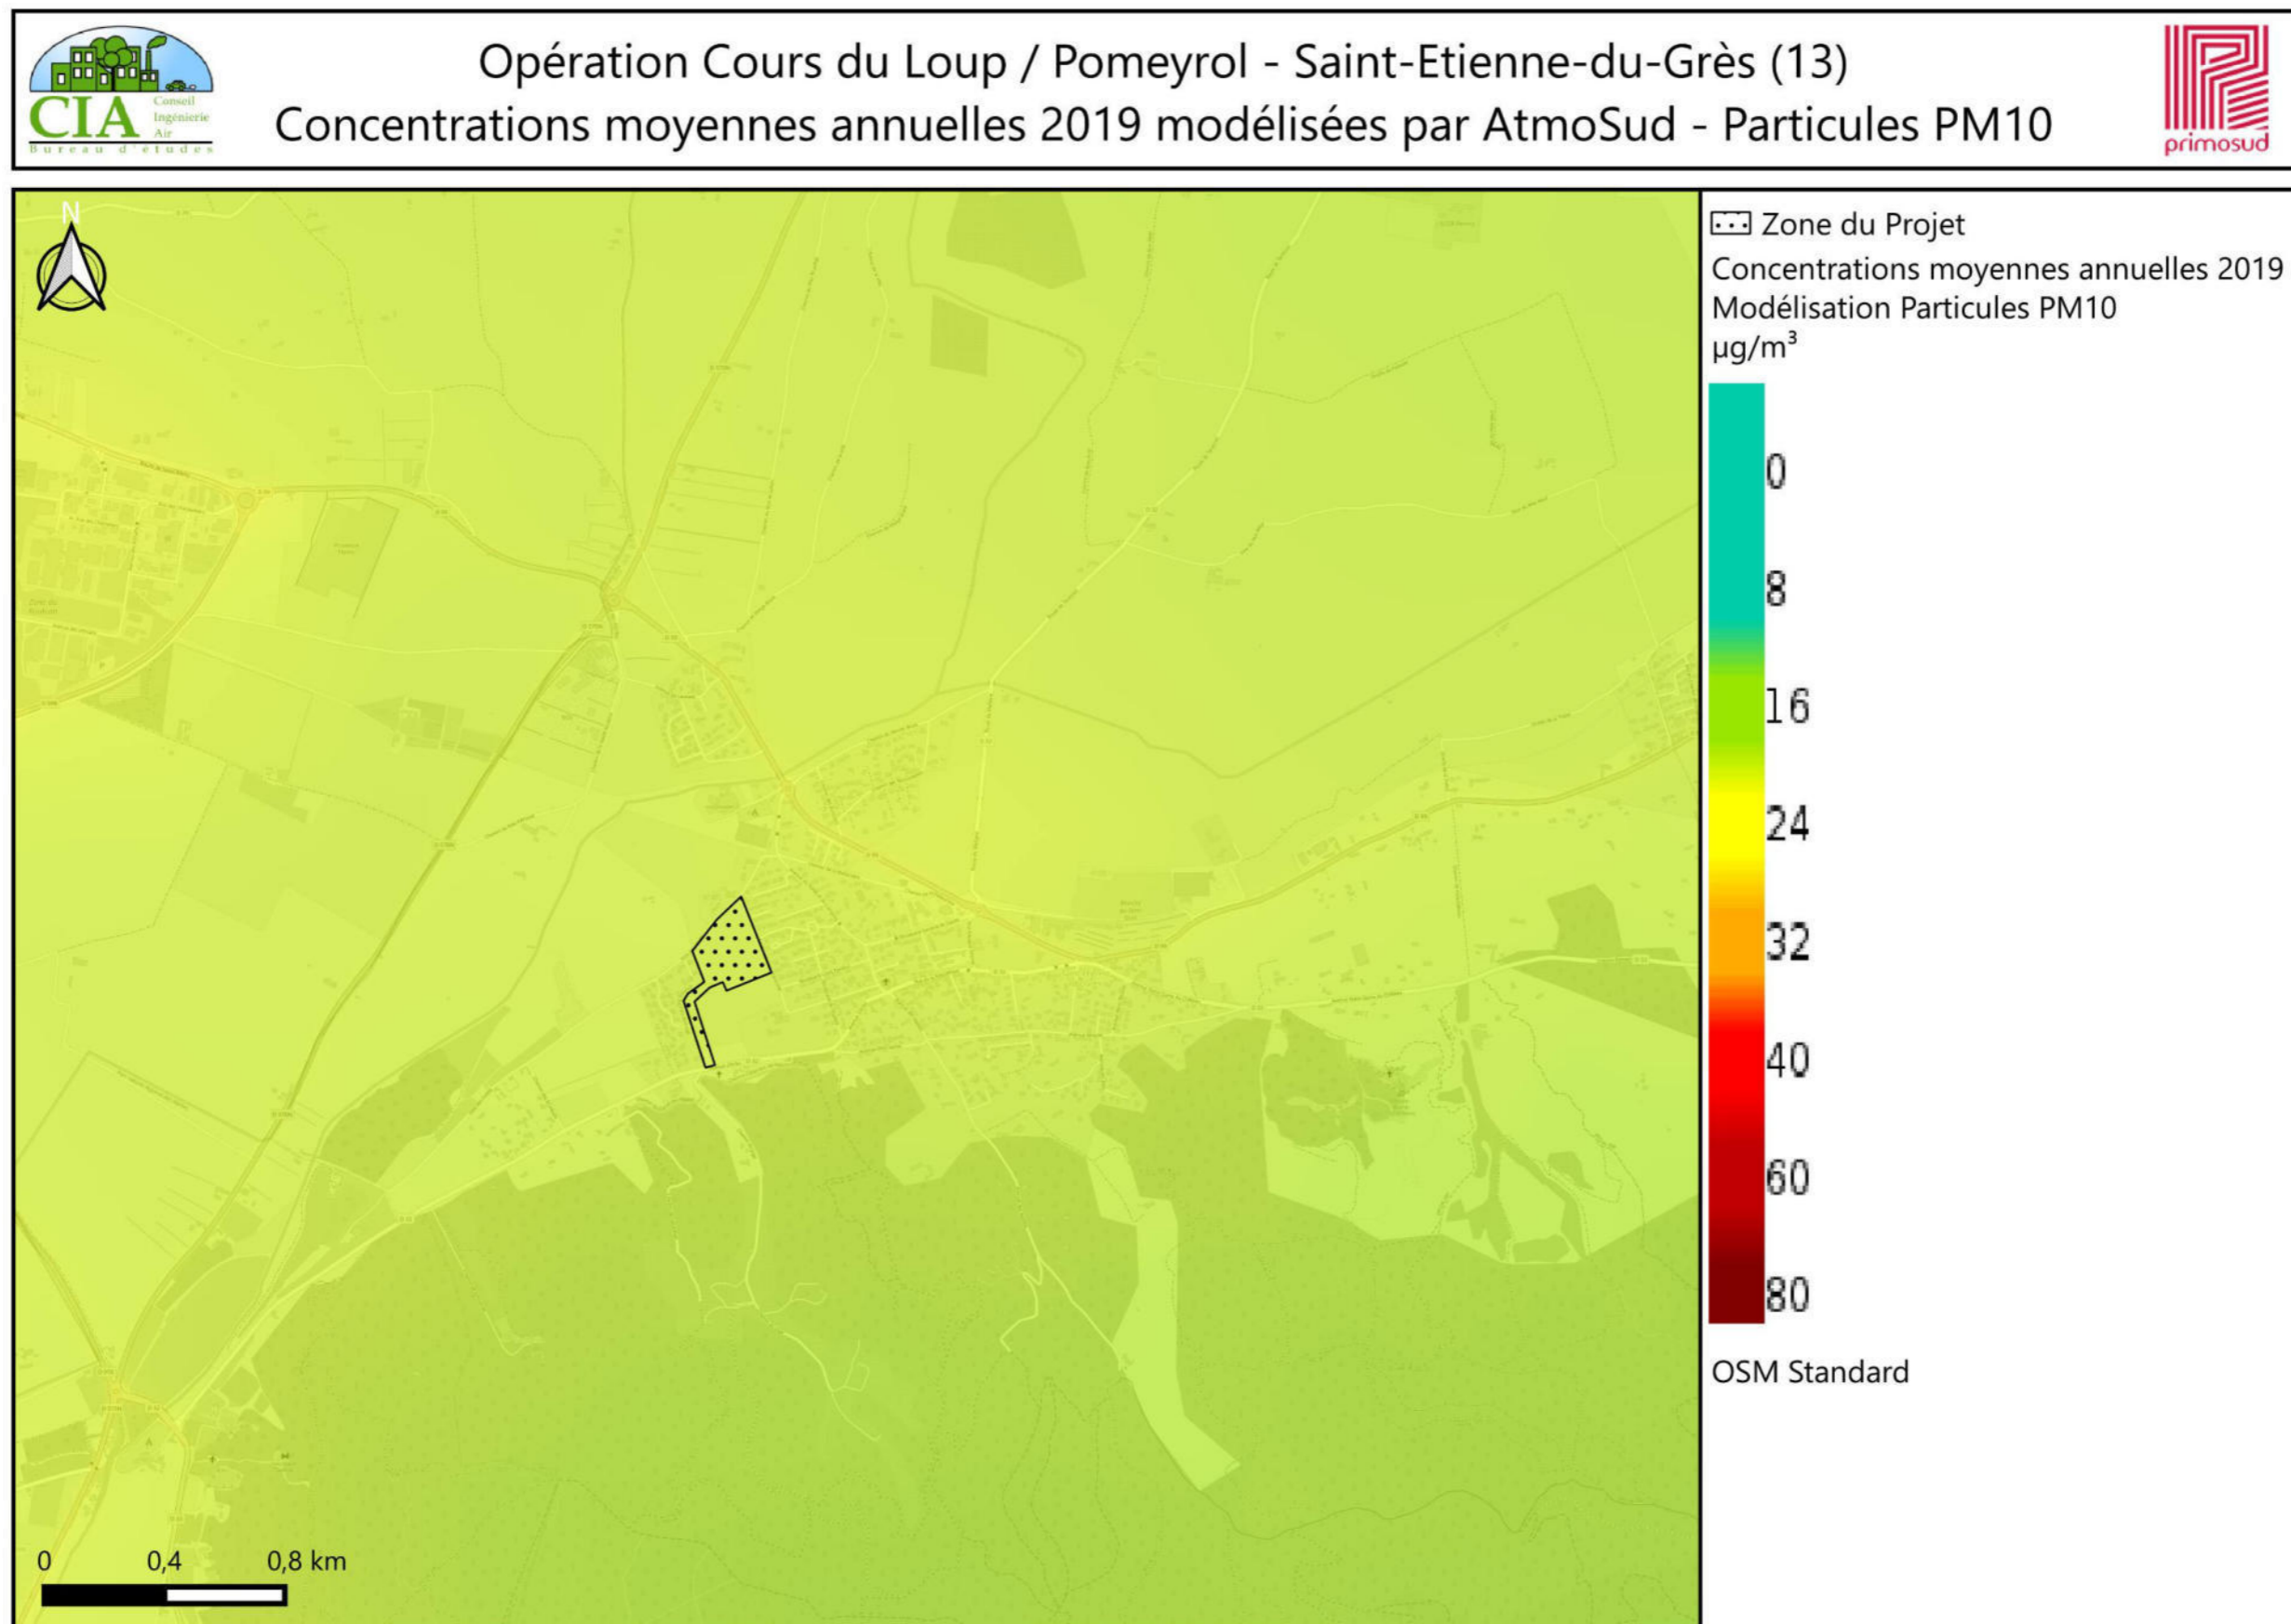 CIA
Conseil
Ingénierie
Air
Bureau d'études
Opération Cours du Loup / Pomeyrol - Saint-Etienne-du-Grès (13)
Concentrations moyennes annuelles 2019 modélisées par AtmoSud - Particules PM10
primosud
N
Zone du Projet
Concentrations moyennes annuelles 2019
Modélisation Particules PM10
µg/m³
0
8
16
24
32
40
60
80
OSM Standard
0 0,4 0,8 km